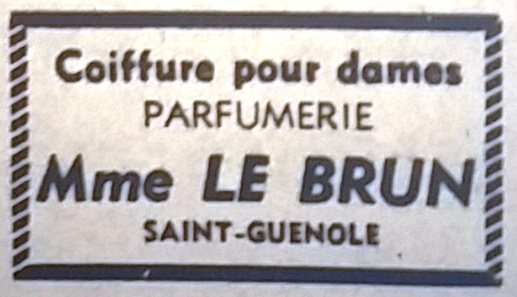 Coiffure pour dames
PARFUMERIE
Mme LE BRUN
SAINT-GUENOLE